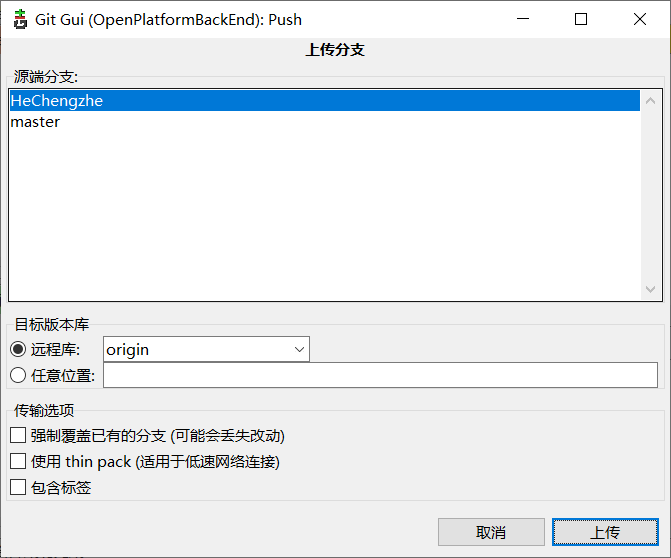 Git Gui (OpenPlatformBackEnd): Push
上传分支
源端分支:
HeChengzhe
master
目标版本库
远程库: origin
任意位置:
传输选项
强制覆盖已有的分支 (可能会丢失改动)
使用 thin pack (适用于低速网络连接)
包含标签
取消 上传